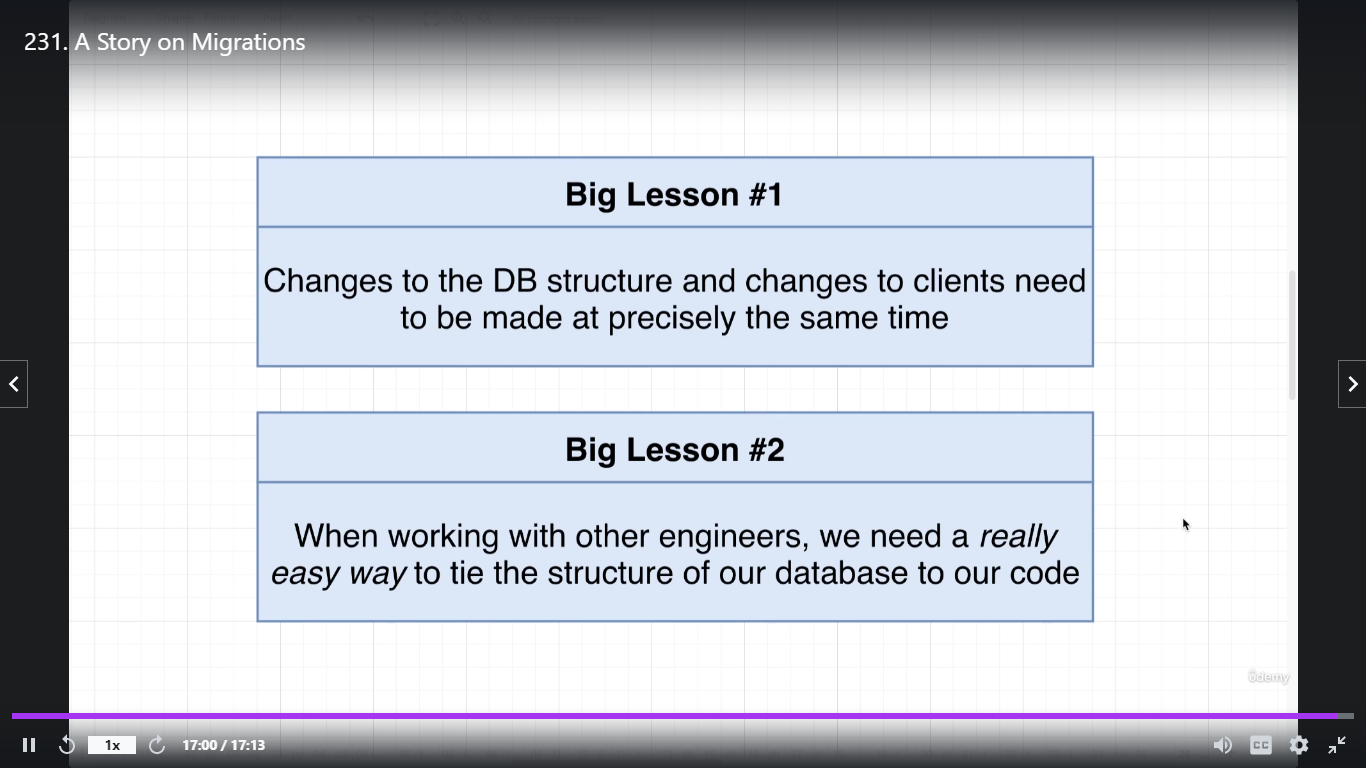 231. A Story on Migrations
Big Lesson #1
Changes to the DB structure and changes to clients need
to be made at precisely the same time
Big Lesson #2
When working with other engineers, we need a really
easy way to tie the structure of our database to our code
ûdemy
1x
17:00 / 17:13
CC